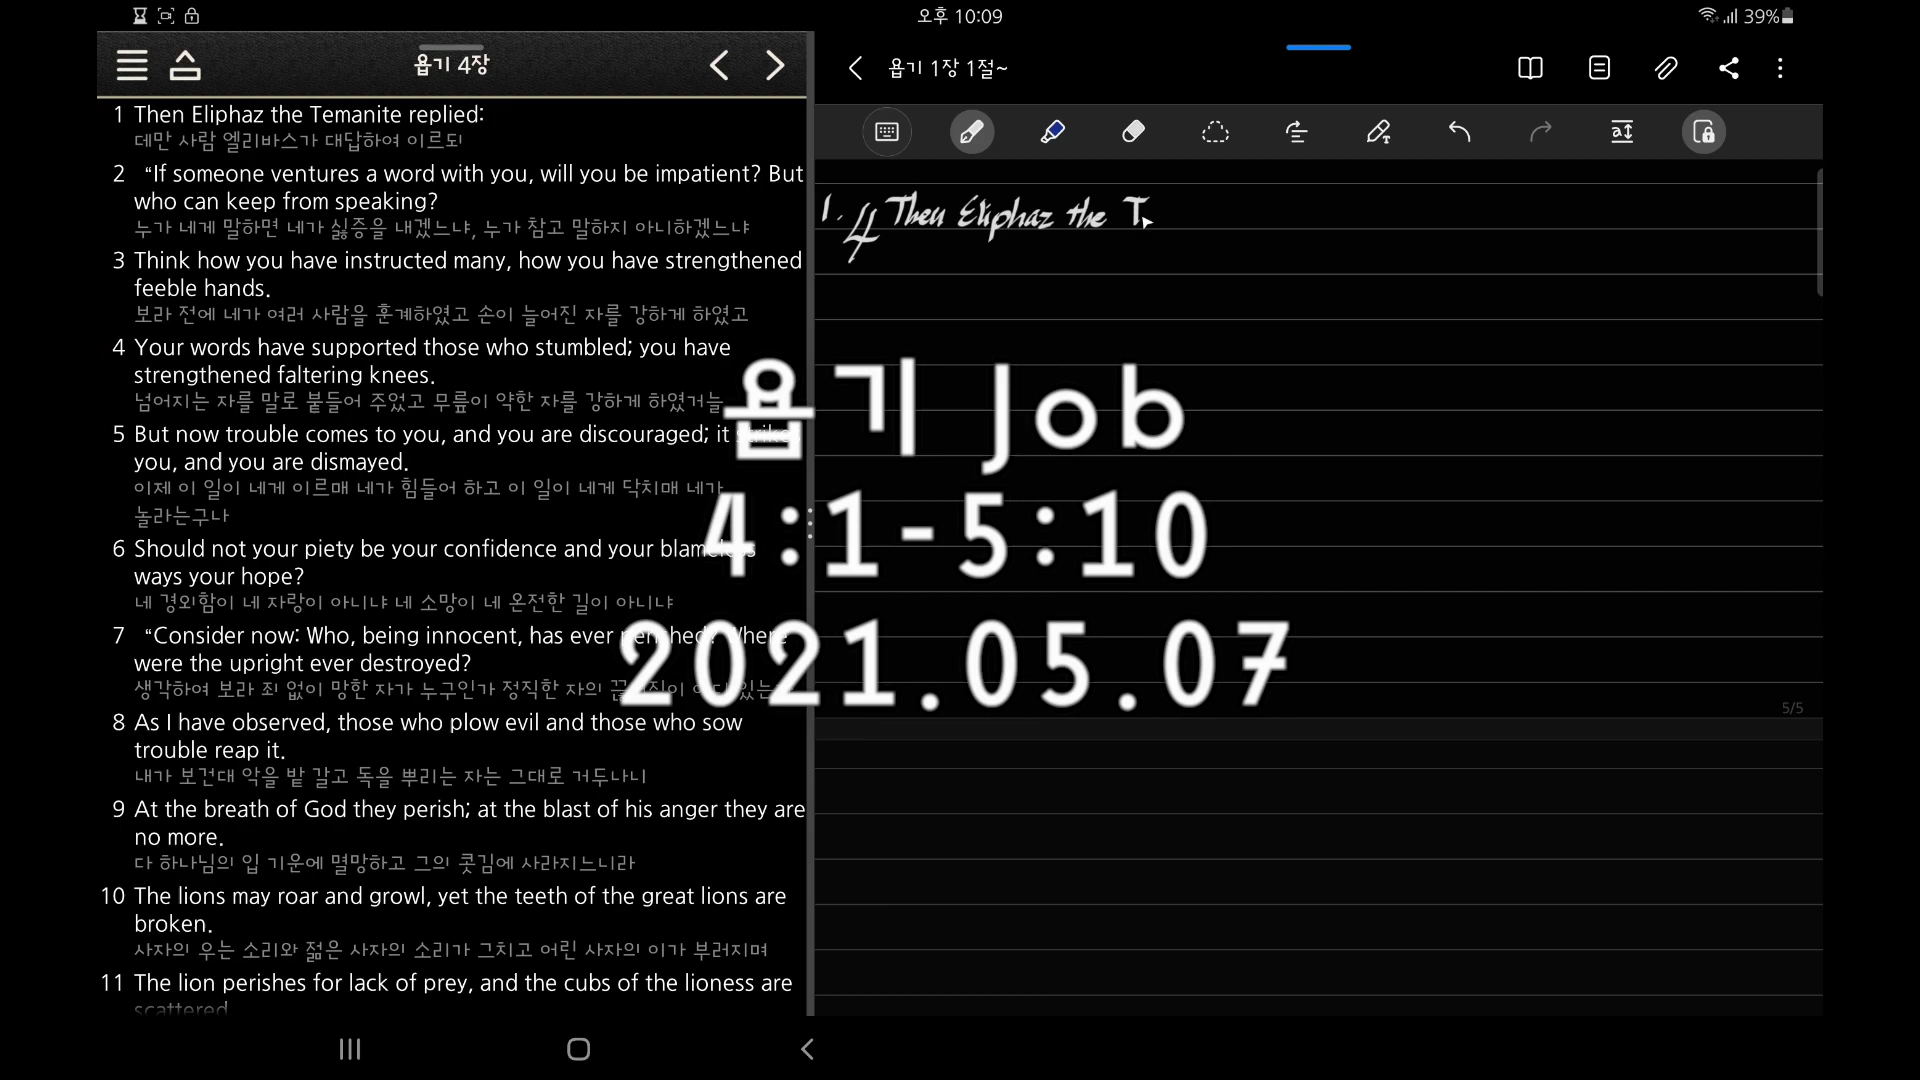 오후 10:09
39%
욥기 4장
1 Then Eliphaz the Temanite replied:
데만 사람 엘리바스가 대답하여 이르되
2 “If someone ventures a word with you, will you be impatient? But
who can keep from speaking?
누가 네게 말하면 네가 싫증을 내겠느냐, 누가 참고 말하지 아니하겠느냐
3 Think how you have instructed many, how you have strengthened
feeble hands.
보라 전에 네가 여러 사람을 훈계하였고 손이 늘어진 자를 강하게 하였고
4 Your words have supported those who stumbled; you have
strengthened faltering knees.
넘어지는 자를 말로 붙들어 주었고 무릎이 약한 자를 강하게 하였거늘
5 But now trouble comes to you, and you are discouraged; it strikes
you, and you are dismayed.
이제 이 일이 네게 이르매 네가 힘들어 하고 이 일이 네게 닥치매 네가
놀라는구나
6 Should not your piety be your confidence and your blameless
ways your hope?
네 경외함이 네 자랑이 아니냐 네 소망이 네 온전한 길이 아니냐
7 “Consider now: Who, being innocent, has ever perished? Where
were the upright ever destroyed?
생각하여 보라 죄 없이 망한 자가 누구인가 정직한 자의
8 As I have observed, those who plow evil and those who sow
trouble reap it.
내가 보건대 악을 밭 갈고 독을 뿌리는 자는 그대로 거두나니
9 At the breath of God they perish; at the blast of his anger they are
no more.
다 하나님의 입 기운에 멸망하고 그의 콧김에 사라지느니라
10 The lions may roar and growl, yet the teeth of the great lions are
broken.
사자의 우는 소리와 젊은 사자의 소리가 그치고 어린 사자의 이가 부러지며
11 The lion perishes for lack of prey, and the cubs of the lioness are
scattered
욥기 1장 1절~
1. 4 Then Eliphaz the T
5/5
욥기 Job
4:1-5:10
2021.05.07